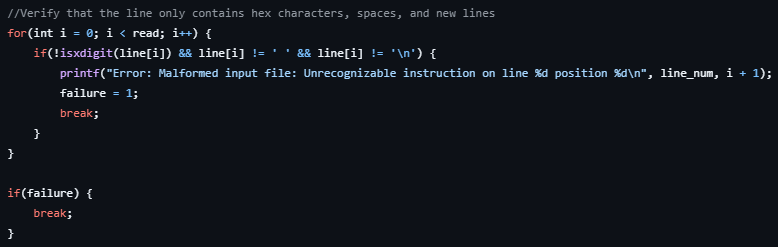 //Verify that the line only contains hex characters, spaces, and new lines
for(int i = 0; i < read; i++) {
    if(!isxdigit(line[i]) && line[i] != ' ' && line[i] != '\n') {
        printf("Error: Malformed input file: Unrecognizable instruction on line %d position %d\n", line_num, i + 1);
        failure = 1;
        break;
    }
}

if(failure) {
    break;
}